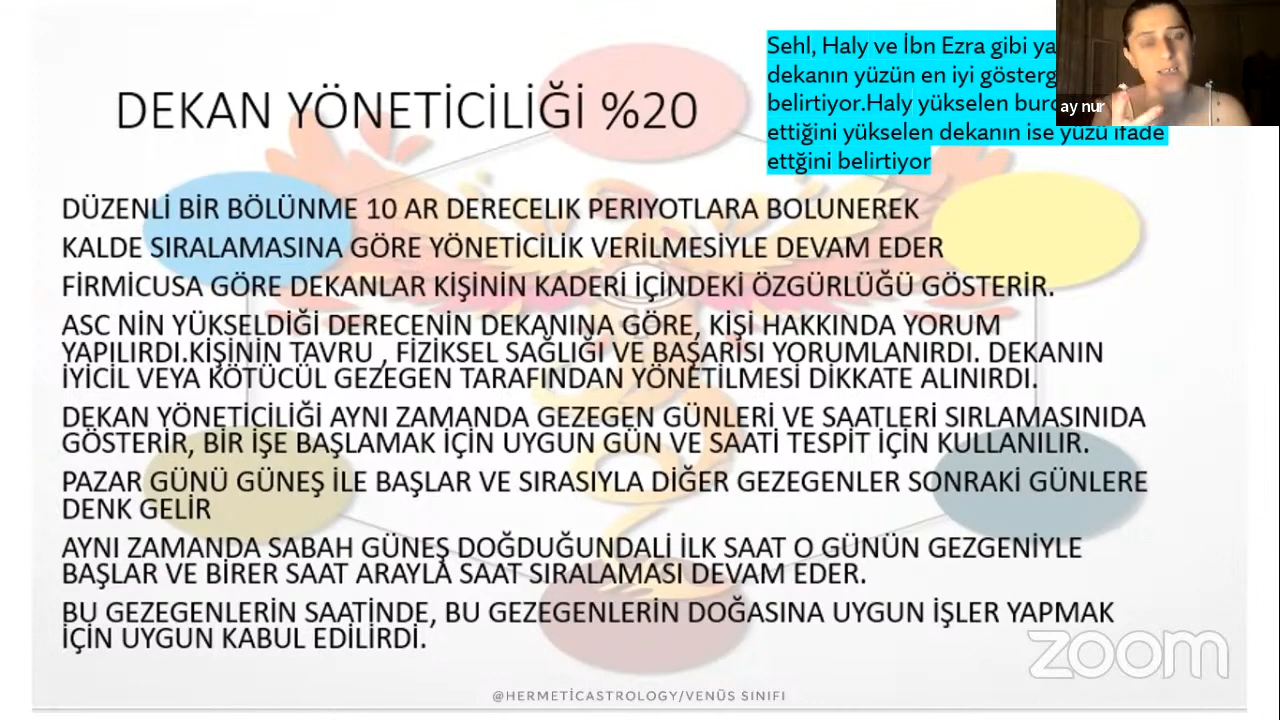 DEKAN YÖNETİCİLİĞİ %20
Sehl, Haly ve İbn Ezra gibi
dekanın yüzün en iyi
belirtiyor.Haly yükselen
ettiğini yükselen dekanın ise yüzü ifade
ettğini belirtiyor
ay nur
DÜZENLİ BİR BÖLÜNME 10 AR DERECELIK PERIYOTLARA BOLUNEREK
KALDE SIRALAMASINA GÖRE YÖNETİCİLİK VERİLMESİYLE DEVAM EDER
FİRMİCUSA GÖRE DEKANLAR KİŞİNİN KADERİ İÇİNDEKİ ÖZGÜRLÜĞÜ GÖSTERİR.
ASC NİN YÜKSELDİĞİ DERECENİN DEKANINA GÖRE, KİŞİ HAKKINDA YORUM
YAPILIRDI.KİŞİNİN TAVRU , FİZİKSEL SAĞLIĞI VE BAŞARISI YORUMLANIRDI. DEKANIN
İYİCİL VEYA KÖTÜCÜL GEZEGEN TARAFINDAN YÖNETİLMESİ DİKKATE ALINIRDI.
DEKAN YÖNETİCİLİĞİ AYNI ZAMANDA GEZEGEN GÜNLERİ VE SAATLERİ SIRLAMASINIDA
GÖSTERİR, BİR İŞE BAŞLAMAK İÇİN UYGUN GÜN VE SAATİ TESPİT İÇİN KULLANILIR.
PAZAR GÜNÜ GÜNEŞ İLE BAŞLAR VE SIRASIYLA DİĞER GEZEGENLER SONRAKİ GÜNLERE
DENK GELİR
AYNI ZAMANDA SABAH GÜNEŞ DOĞDUĞUNDALİ İLK SAAT O GÜNÜN GEZGENİYLE
BAŞLAR VE BİRER SAAT ARAYLA SAAT SIRALAMASI DEVAM EDER.
BU GEZEGENLERİN SAATİNDE, BU GEZEGENLERİN DOĞASINA UYGUN İŞLER YAPMAK
İÇİN UYGUN KABUL EDİLİRDİ.
zoom
@HERMETİCASTROLOGY/VENÜS SINIFI